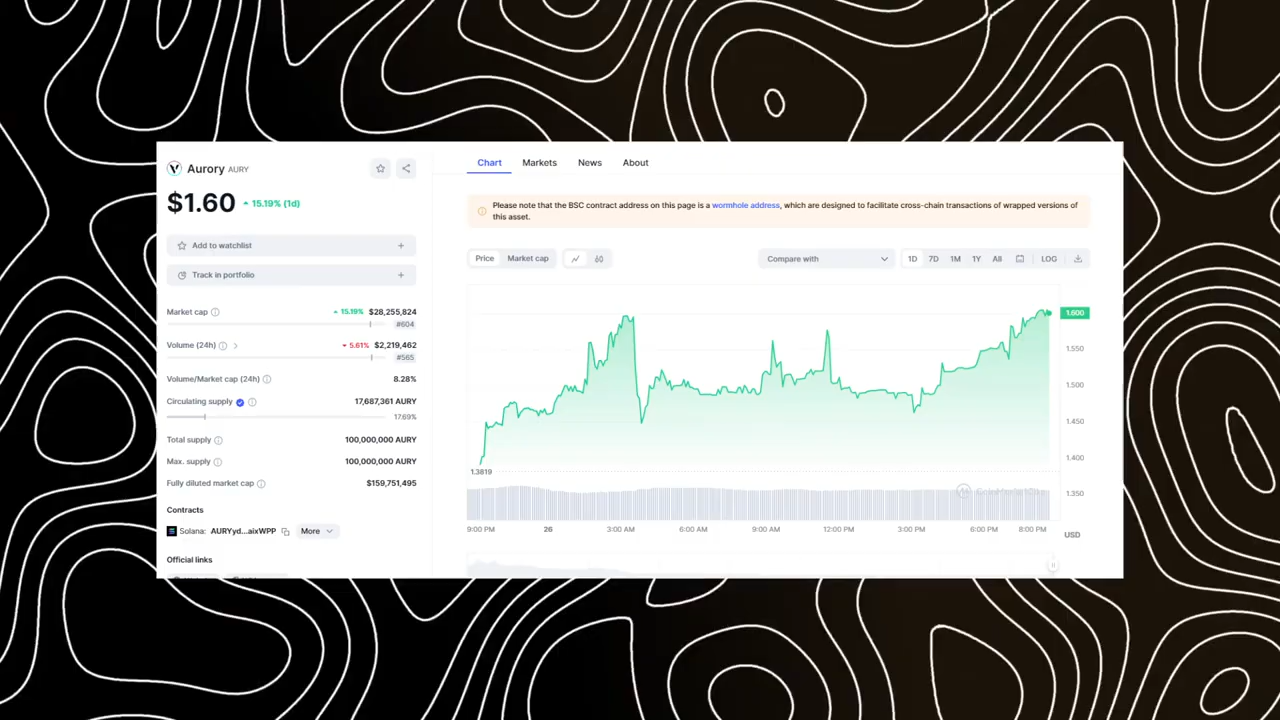 Aurory AURY
$1.60 15.19% (1d)
Add to watchlist +
Track in portfolio +
Market cap 15.19% $28,255,824
#604
Volume (24h) 5.61% $2,219,462
#565
Volume/Market cap (24h) 8.28%
Circulating supply 17,687,361 AURY
17.69%
Total supply 100,000,000 AURY
Max. supply 100,000,000 AURY
Fully diluted market cap $159,751,495
Contracts
Solana: AURYyd...aixWPP More
Official links
Chart Markets News About
Please note that the BSC contract address on this page is a wormhole address, which are designed to facilitate cross-chain transactions of wrapped versions of
this asset.
Price Market cap Compare with 1D 7D 1M 1Y All LOG
1.600
1.550
1.500
1.450
1.400
1.350
1.3819
CoinMarketCap
9:00 PM 26 3:00 AM 6:00 AM 9:00 AM 12:00 PM 3:00 PM 6:00 PM 8:00 PM
USD